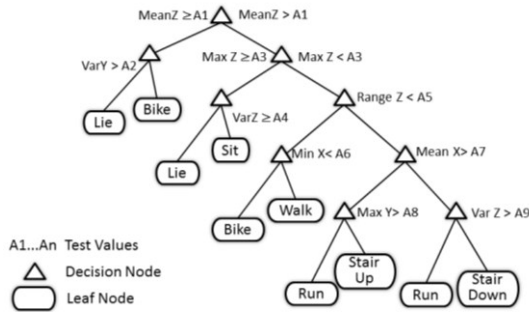 MeanZ ≥A1 MeanZ > A1
VarY > A2 Max Z ≥A3 Max Z < A3
VarZ ≥A4 Range Z < A5
Lie Bike
Sit Min X< A6 Mean X> A7
Lie
Walk Max Y> A8 Var Z > A9
Bike
A1...An Test Values
Stair
Up
Stair
Down
Run Run
Decision Node
Leaf Node